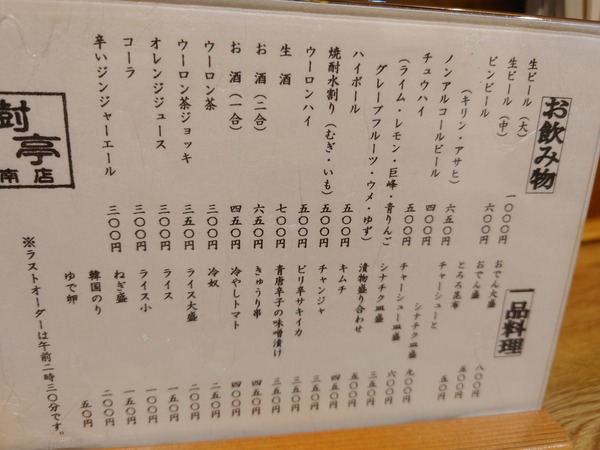 お飲み物
生ビール（大） 一〇〇〇円
生ビール（中） 六〇〇円
ビンビール
（キリン・アサヒ） 六五〇円
ノンアルコールビール 四〇〇円
チュウハイ 五〇〇円
（ライム・レモン・巨峰・青りんご
グレープフルーツ・ウメ・ゆず）
ハイボール 五〇〇円
焼酎水割り（むぎ・いも） 五〇〇円
ウーロンハイ 五〇〇円
生酒 七〇〇円
お酒（二合） 六五〇円
お酒（一合） 四五〇円
ウーロン茶 三〇〇円
ウーロン茶ジョッキ 三五〇円
オレンジジュース 三〇〇円
コーラ 三〇〇円
辛いジンジャーエール 三〇〇円
一品料理
おでん大盛 八〇〇円
おでん盛 五〇〇円
とろろ昆布 五〇円
チャーシューと
シナチク皿盛 九〇〇円
チャーシュー皿盛 六〇〇円
シナチク皿盛 三五〇円
漬物盛り合わせ 五〇〇円
キムチ 四五〇円
チャンジャ 三五〇円
ピリ辛サキイカ 三五〇円
青唐辛子の味噌漬け 三五〇円
きゅうり串 四五〇円
冷やしトマト 四〇〇円
冷奴 二五〇円
ライス大盛 二〇〇円
ライス 一五〇円
ライス小 一〇〇円
ねぎ盛 一五〇円
韓国のり 二〇〇円
ゆで卵 五〇円
※ラストオーダーは午前二時三〇分です。
亭
南店